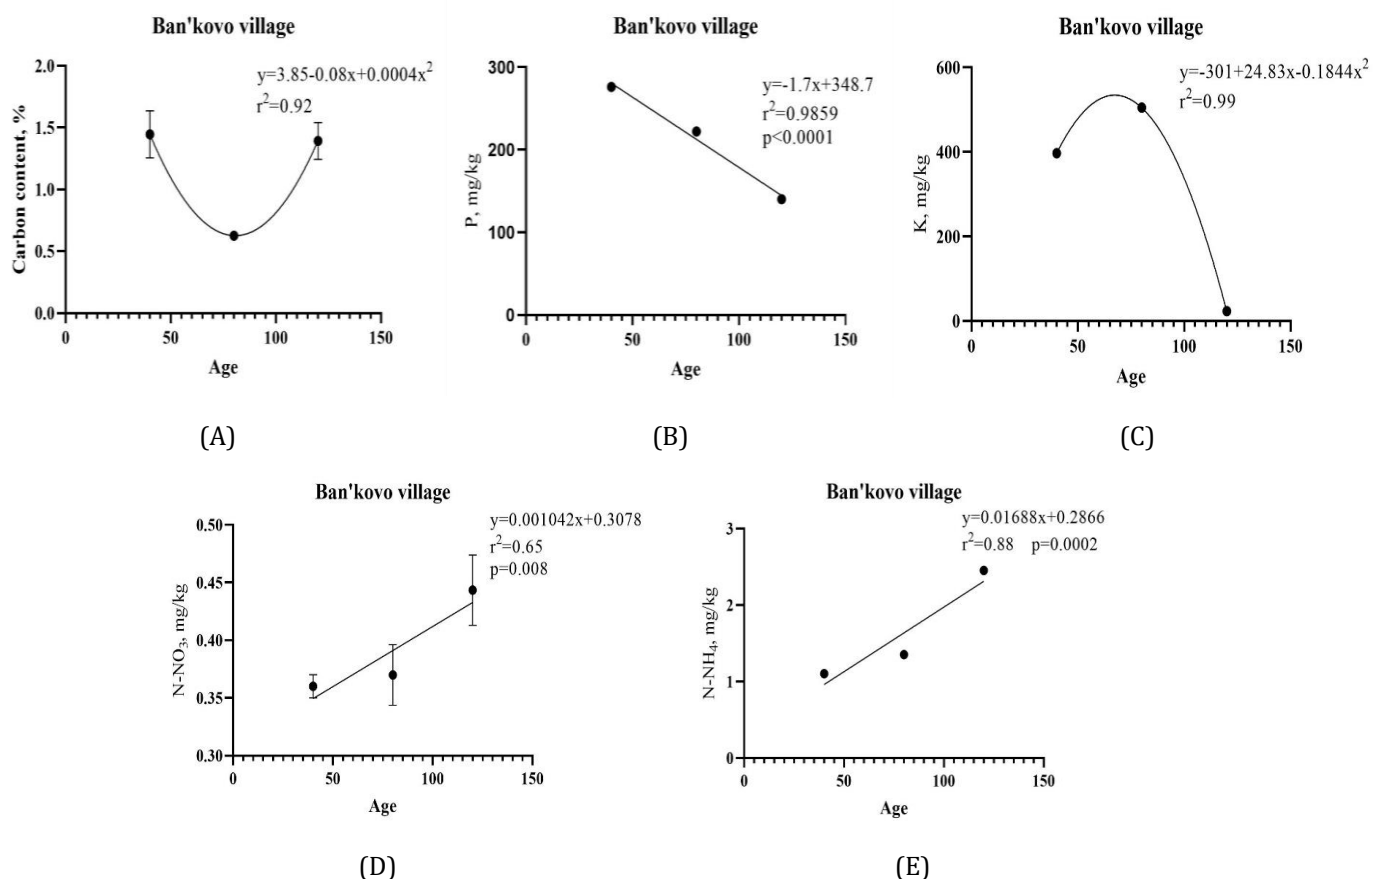 Ban'kovo village
2.0
1.5
1.0
0.5
0.0
Carbon content, %
y=3.85-0.08x+0.0004x²
r²=0.92
0 50 100 150
Age
(A)
Ban'kovo village
300
200
100
0
P, mg/kg
y=-1.7x+348.7
r²=0.9859
p<0.0001
0 50 100 150
Age
(B)
Ban'kovo village
600
400
200
0
K, mg/kg
y=-301+24.83x-0.1844x²
r²=0.99
0 50 100 150
Age
(C)
Ban'kovo village
0.50
0.45
0.40
0.35
0.30
N-NO₃, mg/kg
y=0.001042x+0.3078
r²=0.65
p=0.008
0 50 100 150
Age
(D)
Ban'kovo village
3
2
1
0
N-NH₄, mg/kg
y=0.01688x+0.2866
r²=0.88 p=0.0002
0 50 100 150
Age
(E)